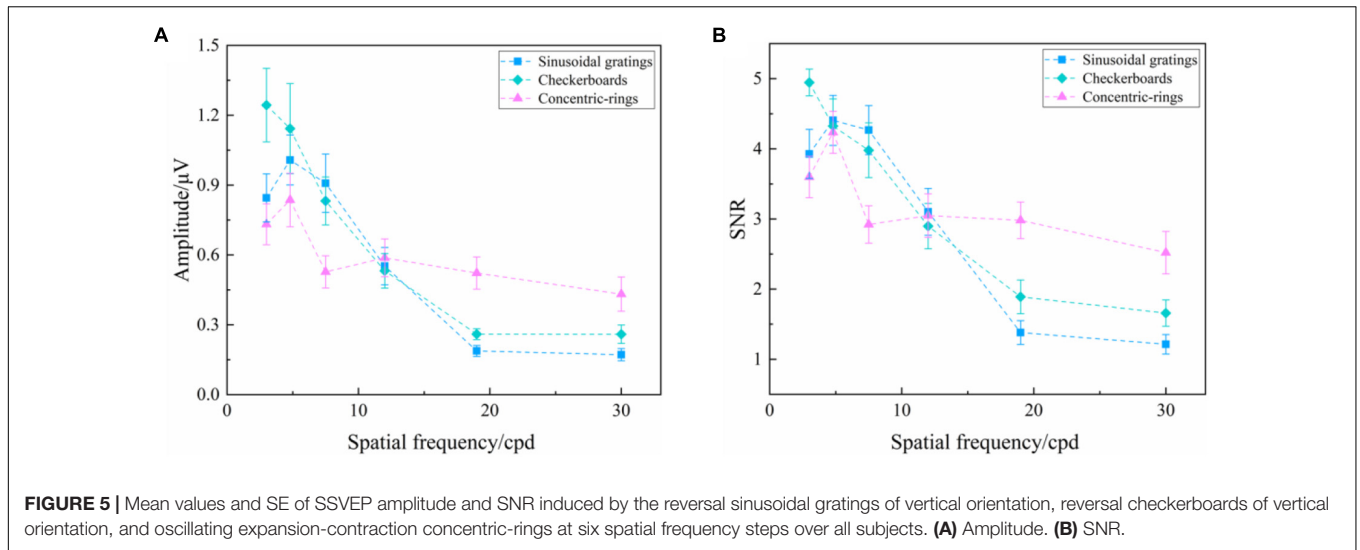 A
1.5
1.2
0.9
0.6
0.3
0.0
Amplitude/μV
0
10
20
30
Spatial frequency/cpd
Sinusoidal gratings
Checkerboards
Concentric-rings
B
5
4
3
2
1
SNR
0
10
20
30
Spatial frequency/cpd
Sinusoidal gratings
Checkerboards
Concentric-rings
FIGURE 5 | Mean values and SE of SSVEP amplitude and SNR induced by the reversal sinusoidal gratings of vertical orientation, reversal checkerboards of vertical
orientation, and oscillating expansion-contraction concentric-rings at six spatial frequency steps over all subjects. (A) Amplitude. (B) SNR.